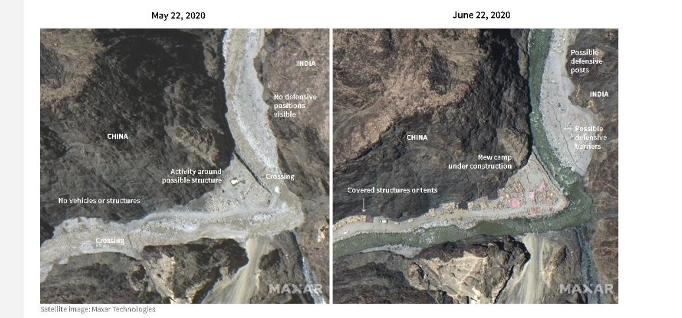 May 22, 2020
June 22, 2020
INDIA
No defensive
positions
visible
CHINA
Activity around
possible structure
Crossing
No vehicles or structures
Crossing
MAXAR
Possible
defensive
posts
INDIA
CHINA
Possible
defensive
barriers
New camp
under construction
Covered structures or tents
MAXAR
Satellite image: Maxar Technologies